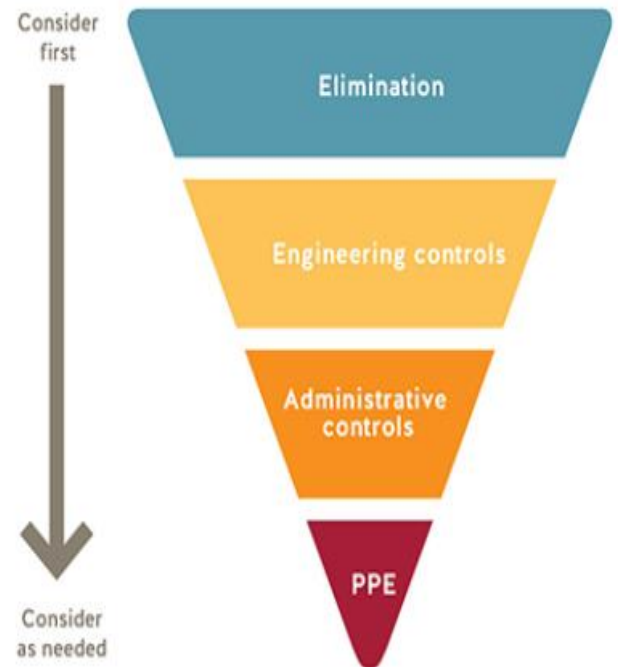 Consider
first
Elimination
Engineering controls
Administrative
controls
PPE
Consider
as needed